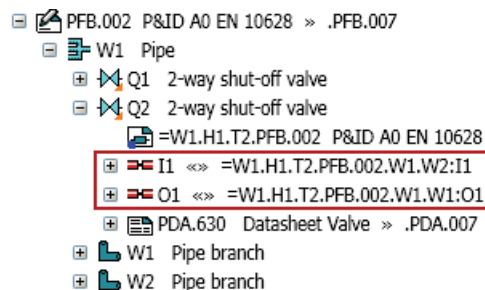 PFB.002 P&ID A0 EN 10628 » .PFB.007
W1 Pipe
Q1 2-way shut-off valve
Q2 2-way shut-off valve
=W1.H1.T2.PFB.002 P&ID A0 EN 10628
I1 «» =W1.H1.T2.PFB.002.W1.W2:I1
O1 «» =W1.H1.T2.PFB.002.W1.W1:O1
PDA.630 Datasheet Valve » .PDA.007
W1 Pipe branch
W2 Pipe branch